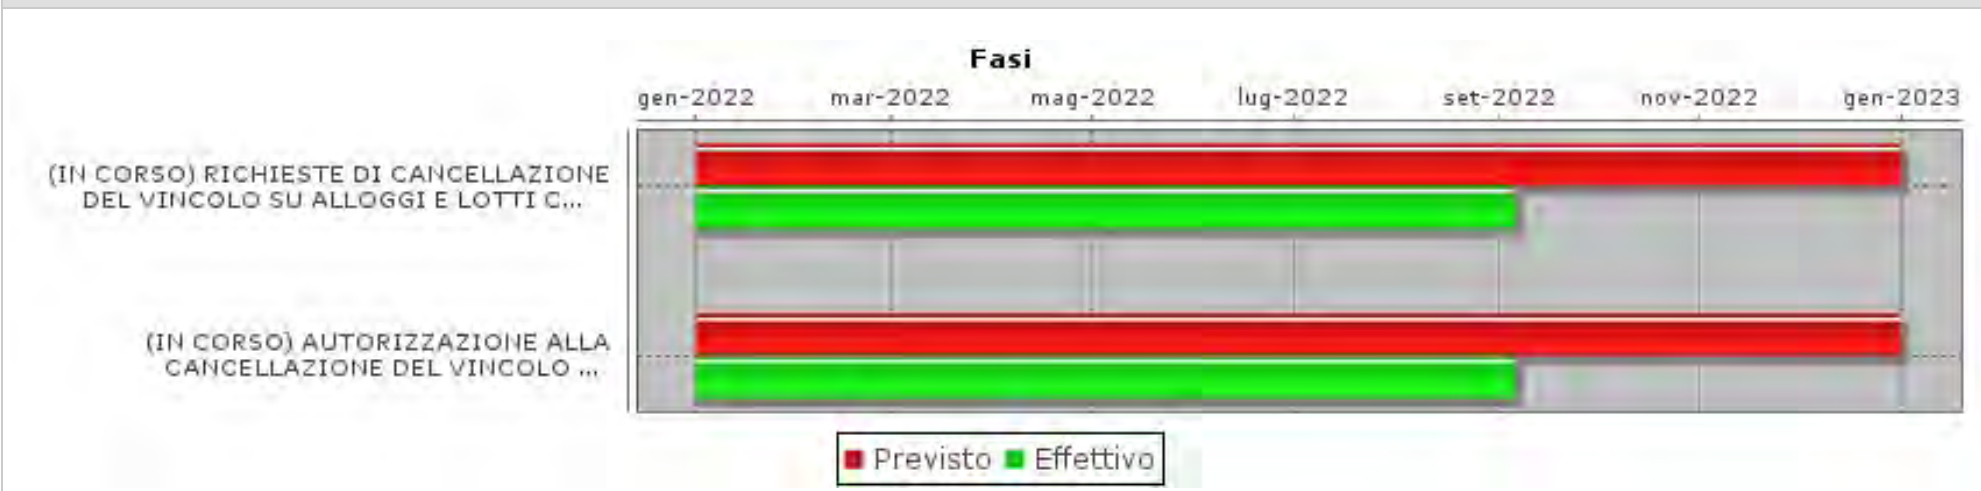 Fasi
gen-2022 mar-2022 mag-2022 lug-2022 set-2022 nov-2022 gen-2023
(IN CORSO) RICHIESTE DI CANCELLAZIONE
DEL VINCOLO SU ALLOGGI E LOTTI C...
(IN CORSO) AUTORIZZAZIONE ALLA
CANCELLAZIONE DEL VINCOLO ...
Previsto Effettivo